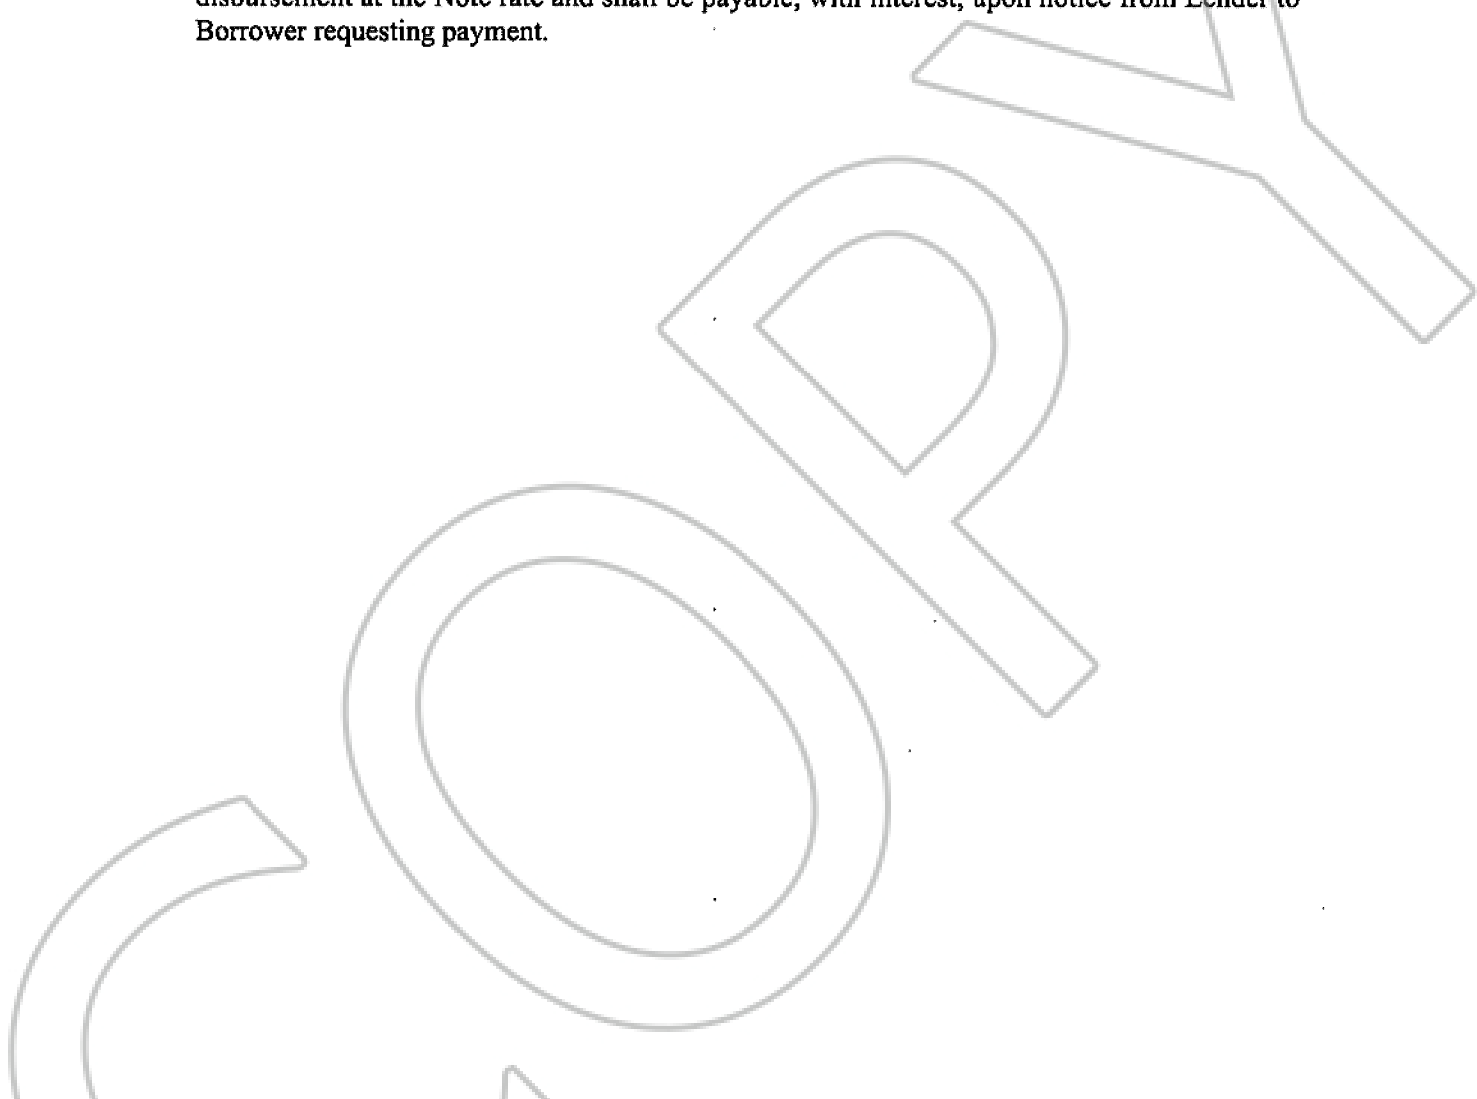 disbursement at the Note rate and shall be payable, with interest, upon notice from Lender to
Borrower requesting payment.
COPY